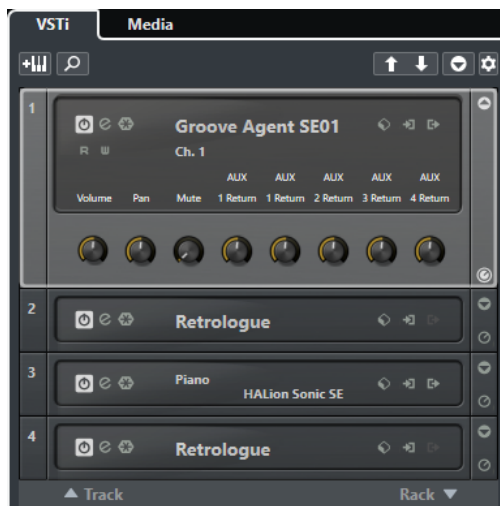 VSTi Media
1
Groove Agent SE01
R W
Ch. 1
AUX AUX AUX AUX AUX
Volume Pan Mute 1 Return 1 Return 2 Return 3 Return 4 Return
2
Retrologue
3
Piano
HALion Sonic SE
4
Retrologue
Track Rack